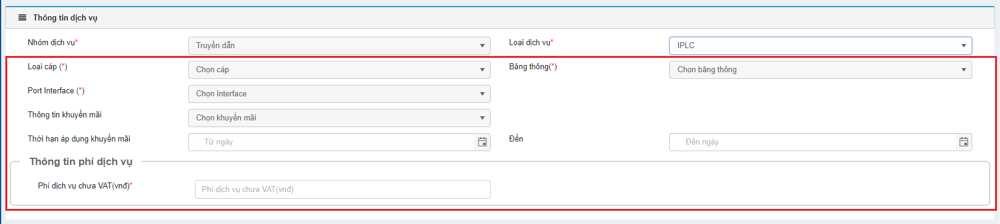 Thông tin dịch vụ
Nhóm dịch vụ* Truyền dẫn Loại dịch vụ* IPLC
Loại cáp (*) Chọn cáp Băng thông(*) Chọn băng thông
Port Interface (*) Chọn Interface
Thông tin khuyến mãi Chọn khuyến mãi
Thời hạn áp dụng khuyến mãi Từ ngày Đến Đến ngày
Thông tin phí dịch vụ
Phí dịch vụ chưa VAT(vnđ)* Phí dịch vụ chưa VAT(vnđ)